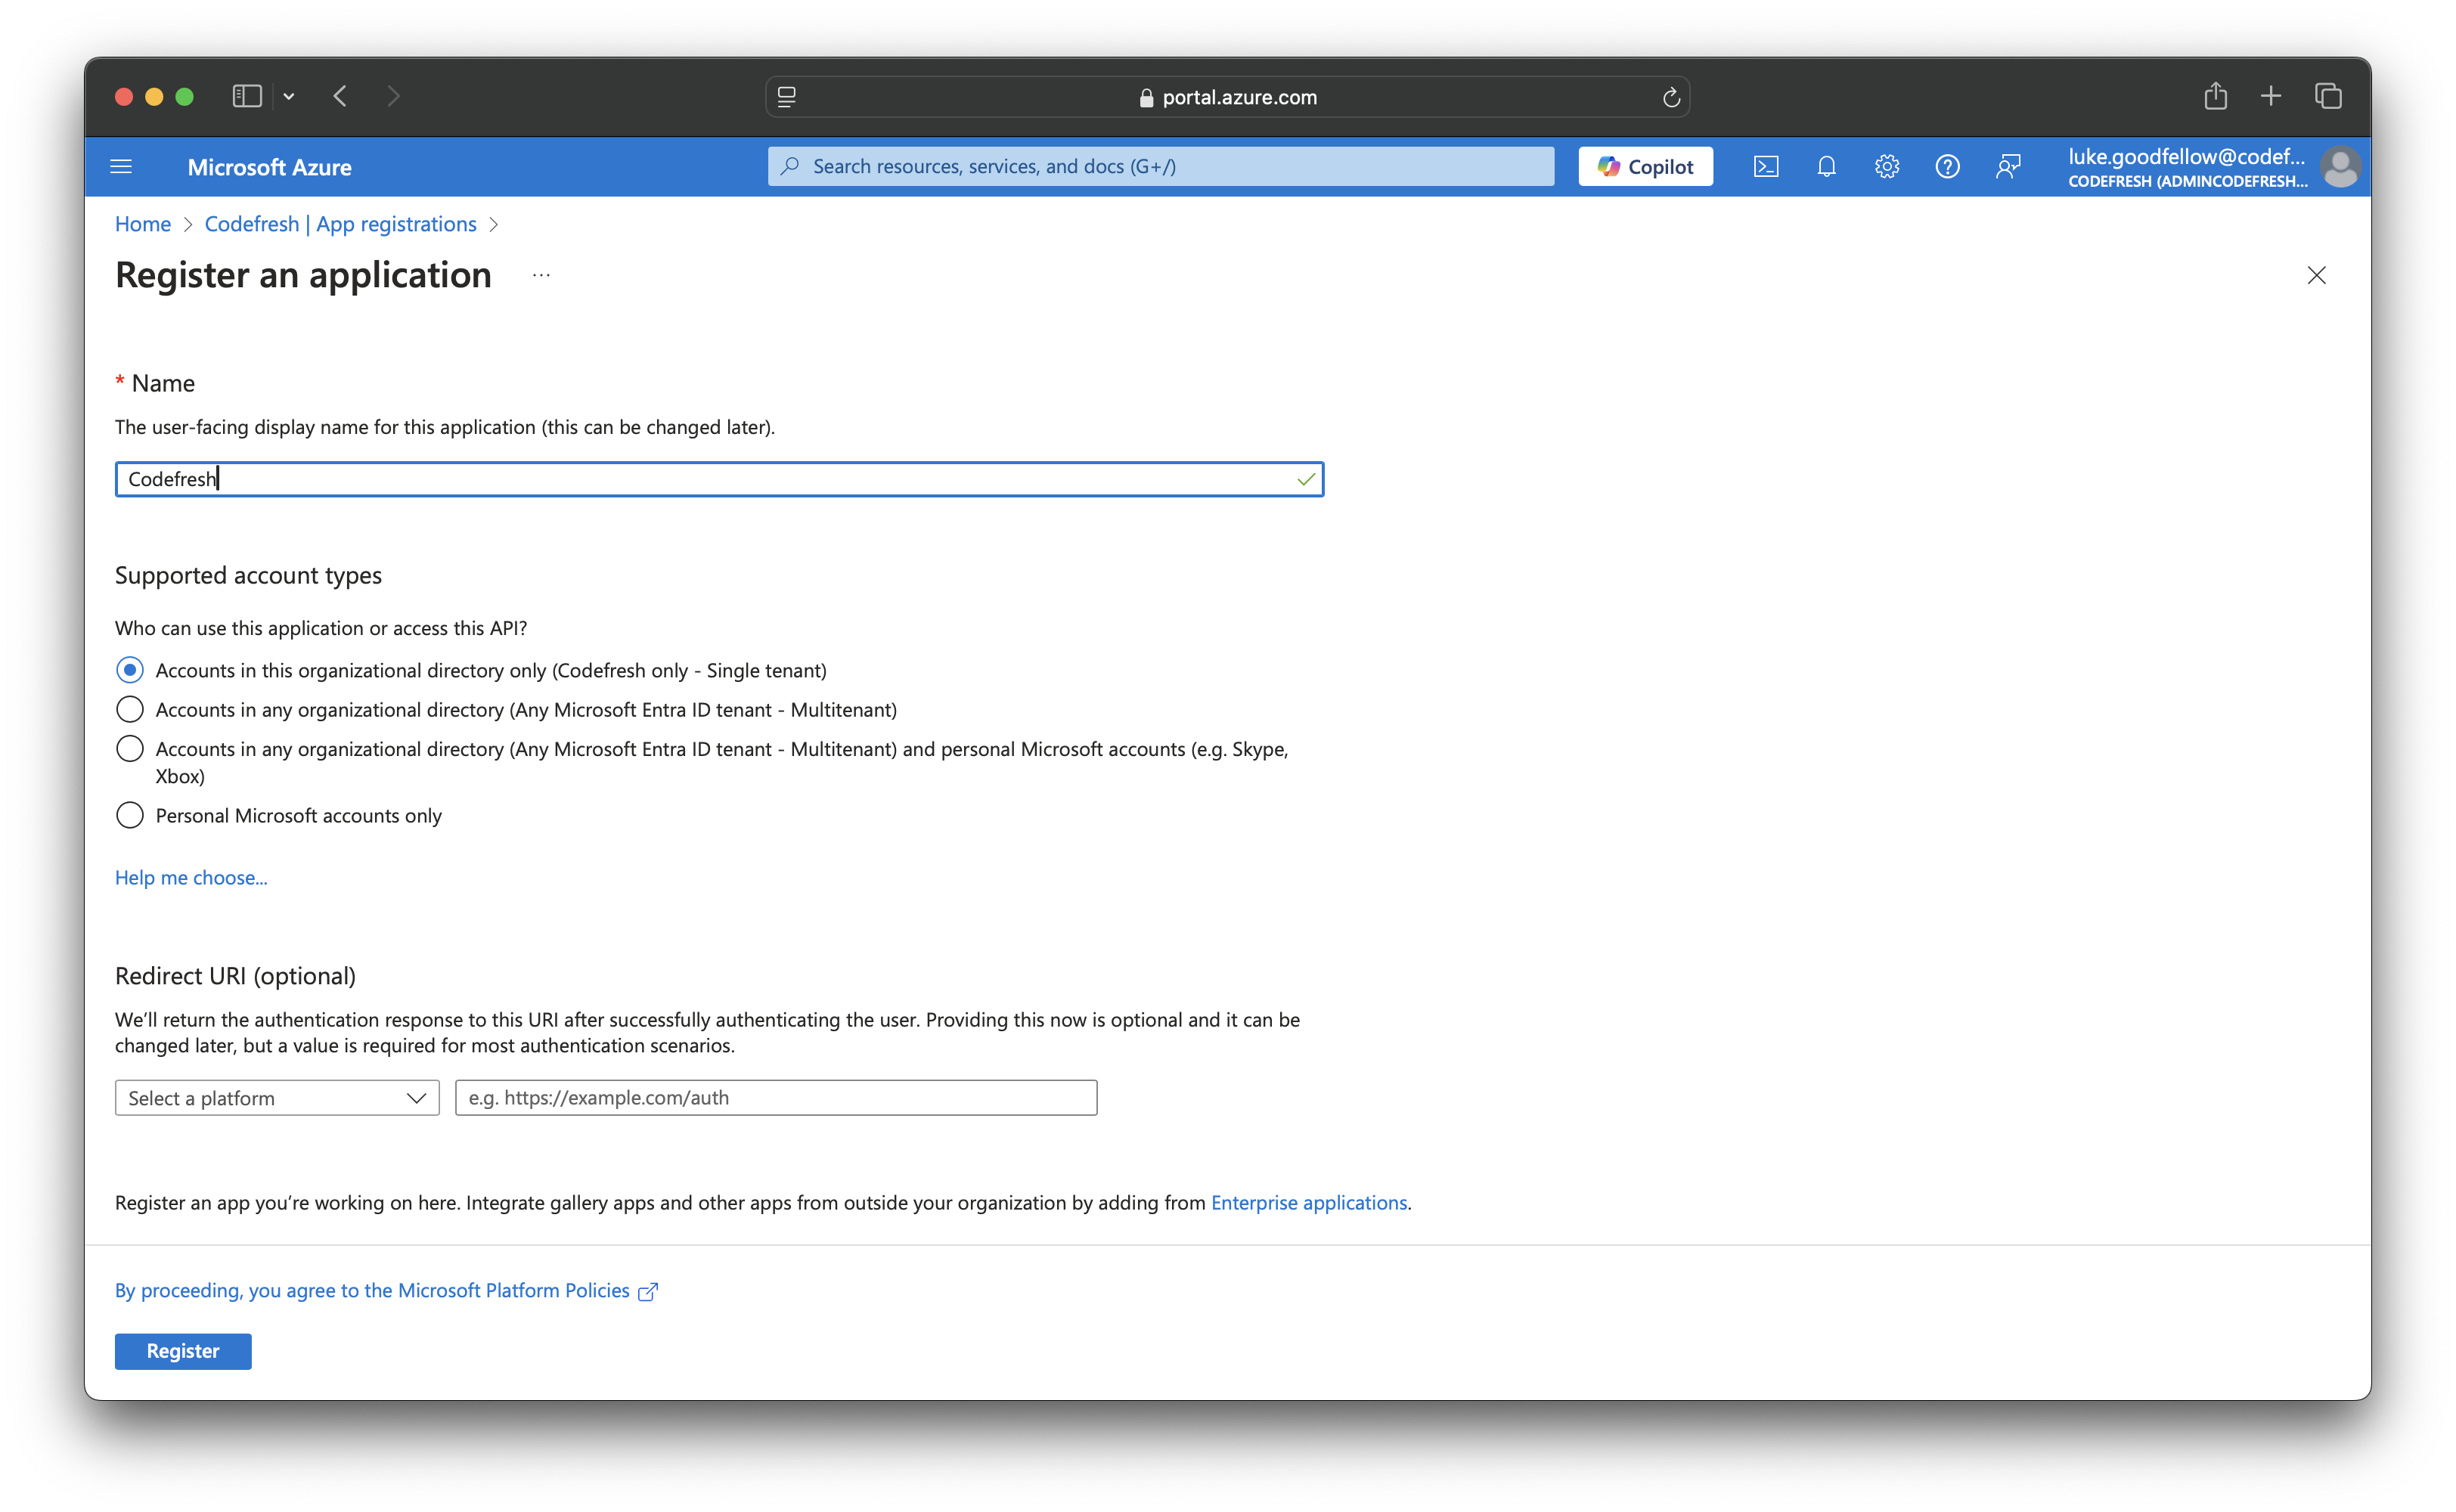 portal.azure.com
Microsoft Azure
Search resources, services, and docs (G+/)
Copilot
luke.goodfellow@codef...
CODEFRESH (ADMINCODEFRESH...
Home > Codefresh | App registrations >
Register an application ...
* Name
The user-facing display name for this application (this can be changed later).
Codefresh
Supported account types
Who can use this application or access this API?
Accounts in this organizational directory only (Codefresh only - Single tenant)
Accounts in any organizational directory (Any Microsoft Entra ID tenant - Multitenant)
Accounts in any organizational directory (Any Microsoft Entra ID tenant - Multitenant) and personal Microsoft accounts (e.g. Skype,
Xbox)
Personal Microsoft accounts only
Help me choose...
Redirect URI (optional)
We’ll return the authentication response to this URI after successfully authenticating the user. Providing this now is optional and it can be
changed later, but a value is required for most authentication scenarios.
Select a platform
e.g. https://example.com/auth
Register an app you’re working on here. Integrate gallery apps and other apps from outside your organization by adding from Enterprise applications.
By proceeding, you agree to the Microsoft Platform Policies
Register